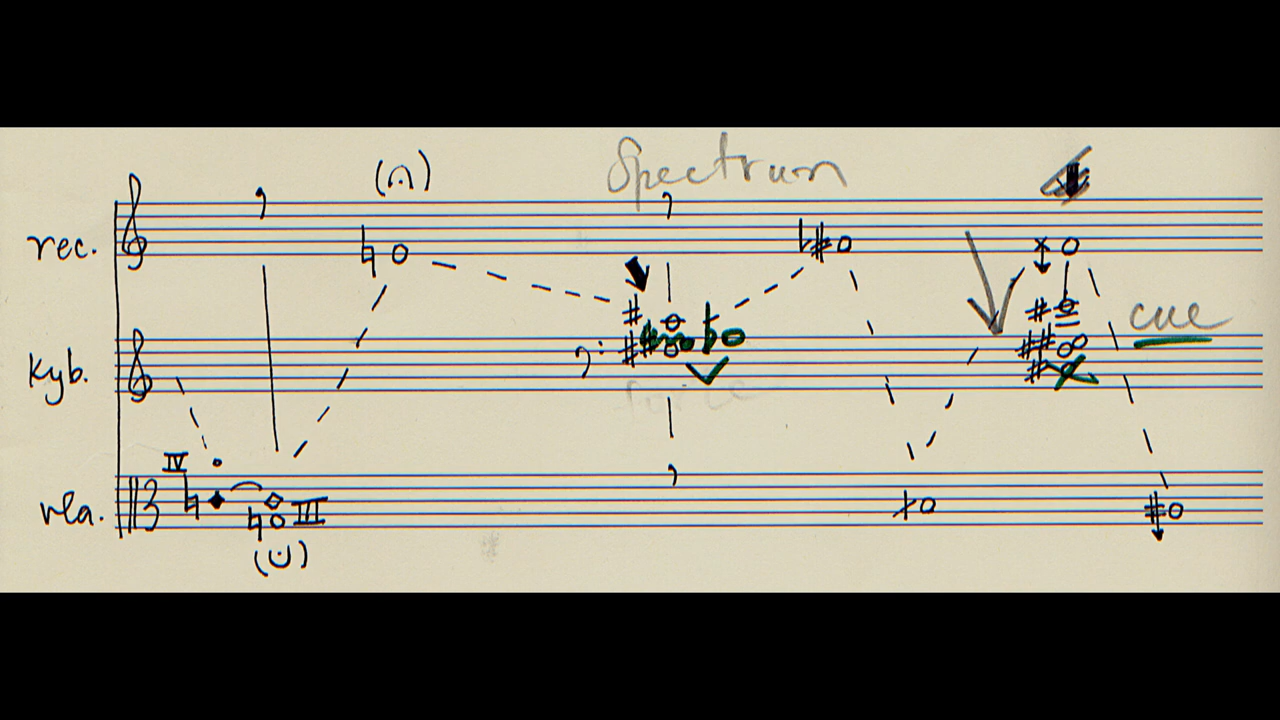 Spectrum
rec.
cue
Kyb.
IV
vla.
III